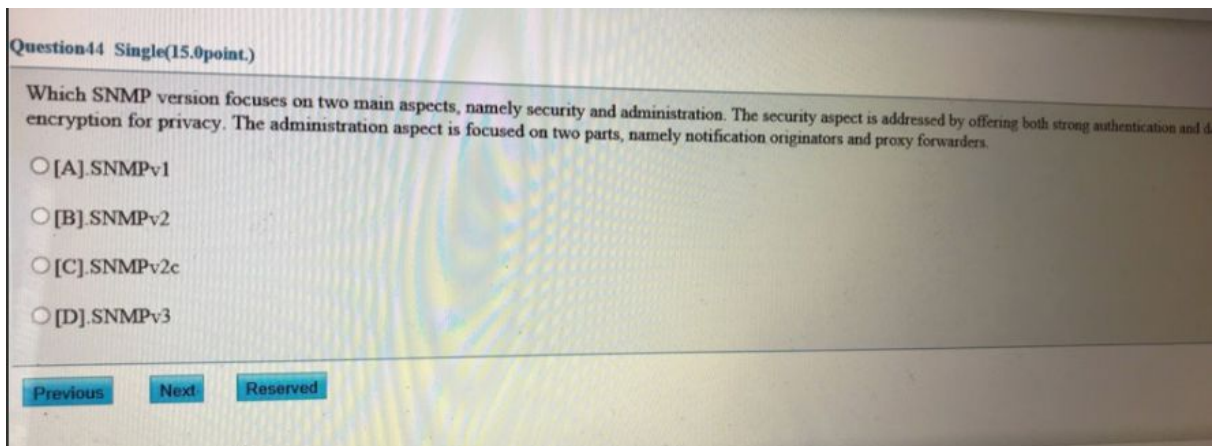 Question44 Single(15.0point.)
Which SNMP version focuses on two main aspects, namely security and administration. The security aspect is addressed by offering both strong authentication and
encryption for privacy. The administration aspect is focused on two parts, namely notification originators and proxy forwarders.
[A].SNMPv1
[B].SNMPv2
[C].SNMPv2c
[D].SNMPv3
Previous Next Reserved